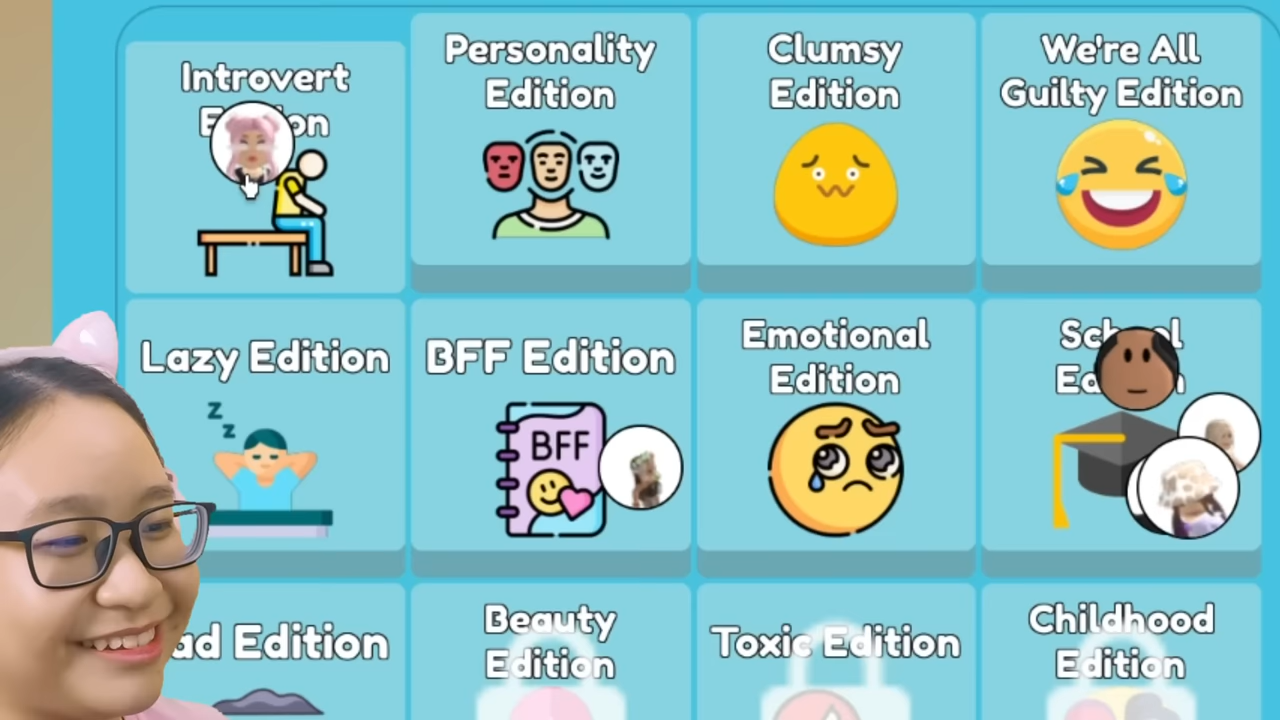 Introvert
Personality
Edition
Clumsy
Edition
We're All
Guilty Edition
Lazy Edition
BFF Edition
BFF
Emotional
Edition
Z
Z
Beauty
Edition
Toxic Edition
Childhood
Edition